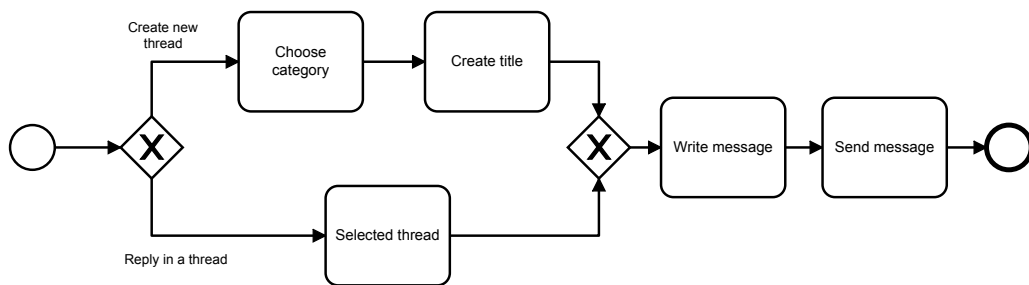 Create new
thread
Choose
category
Create title
Write message
Send message
Selected thread
Reply in a thread